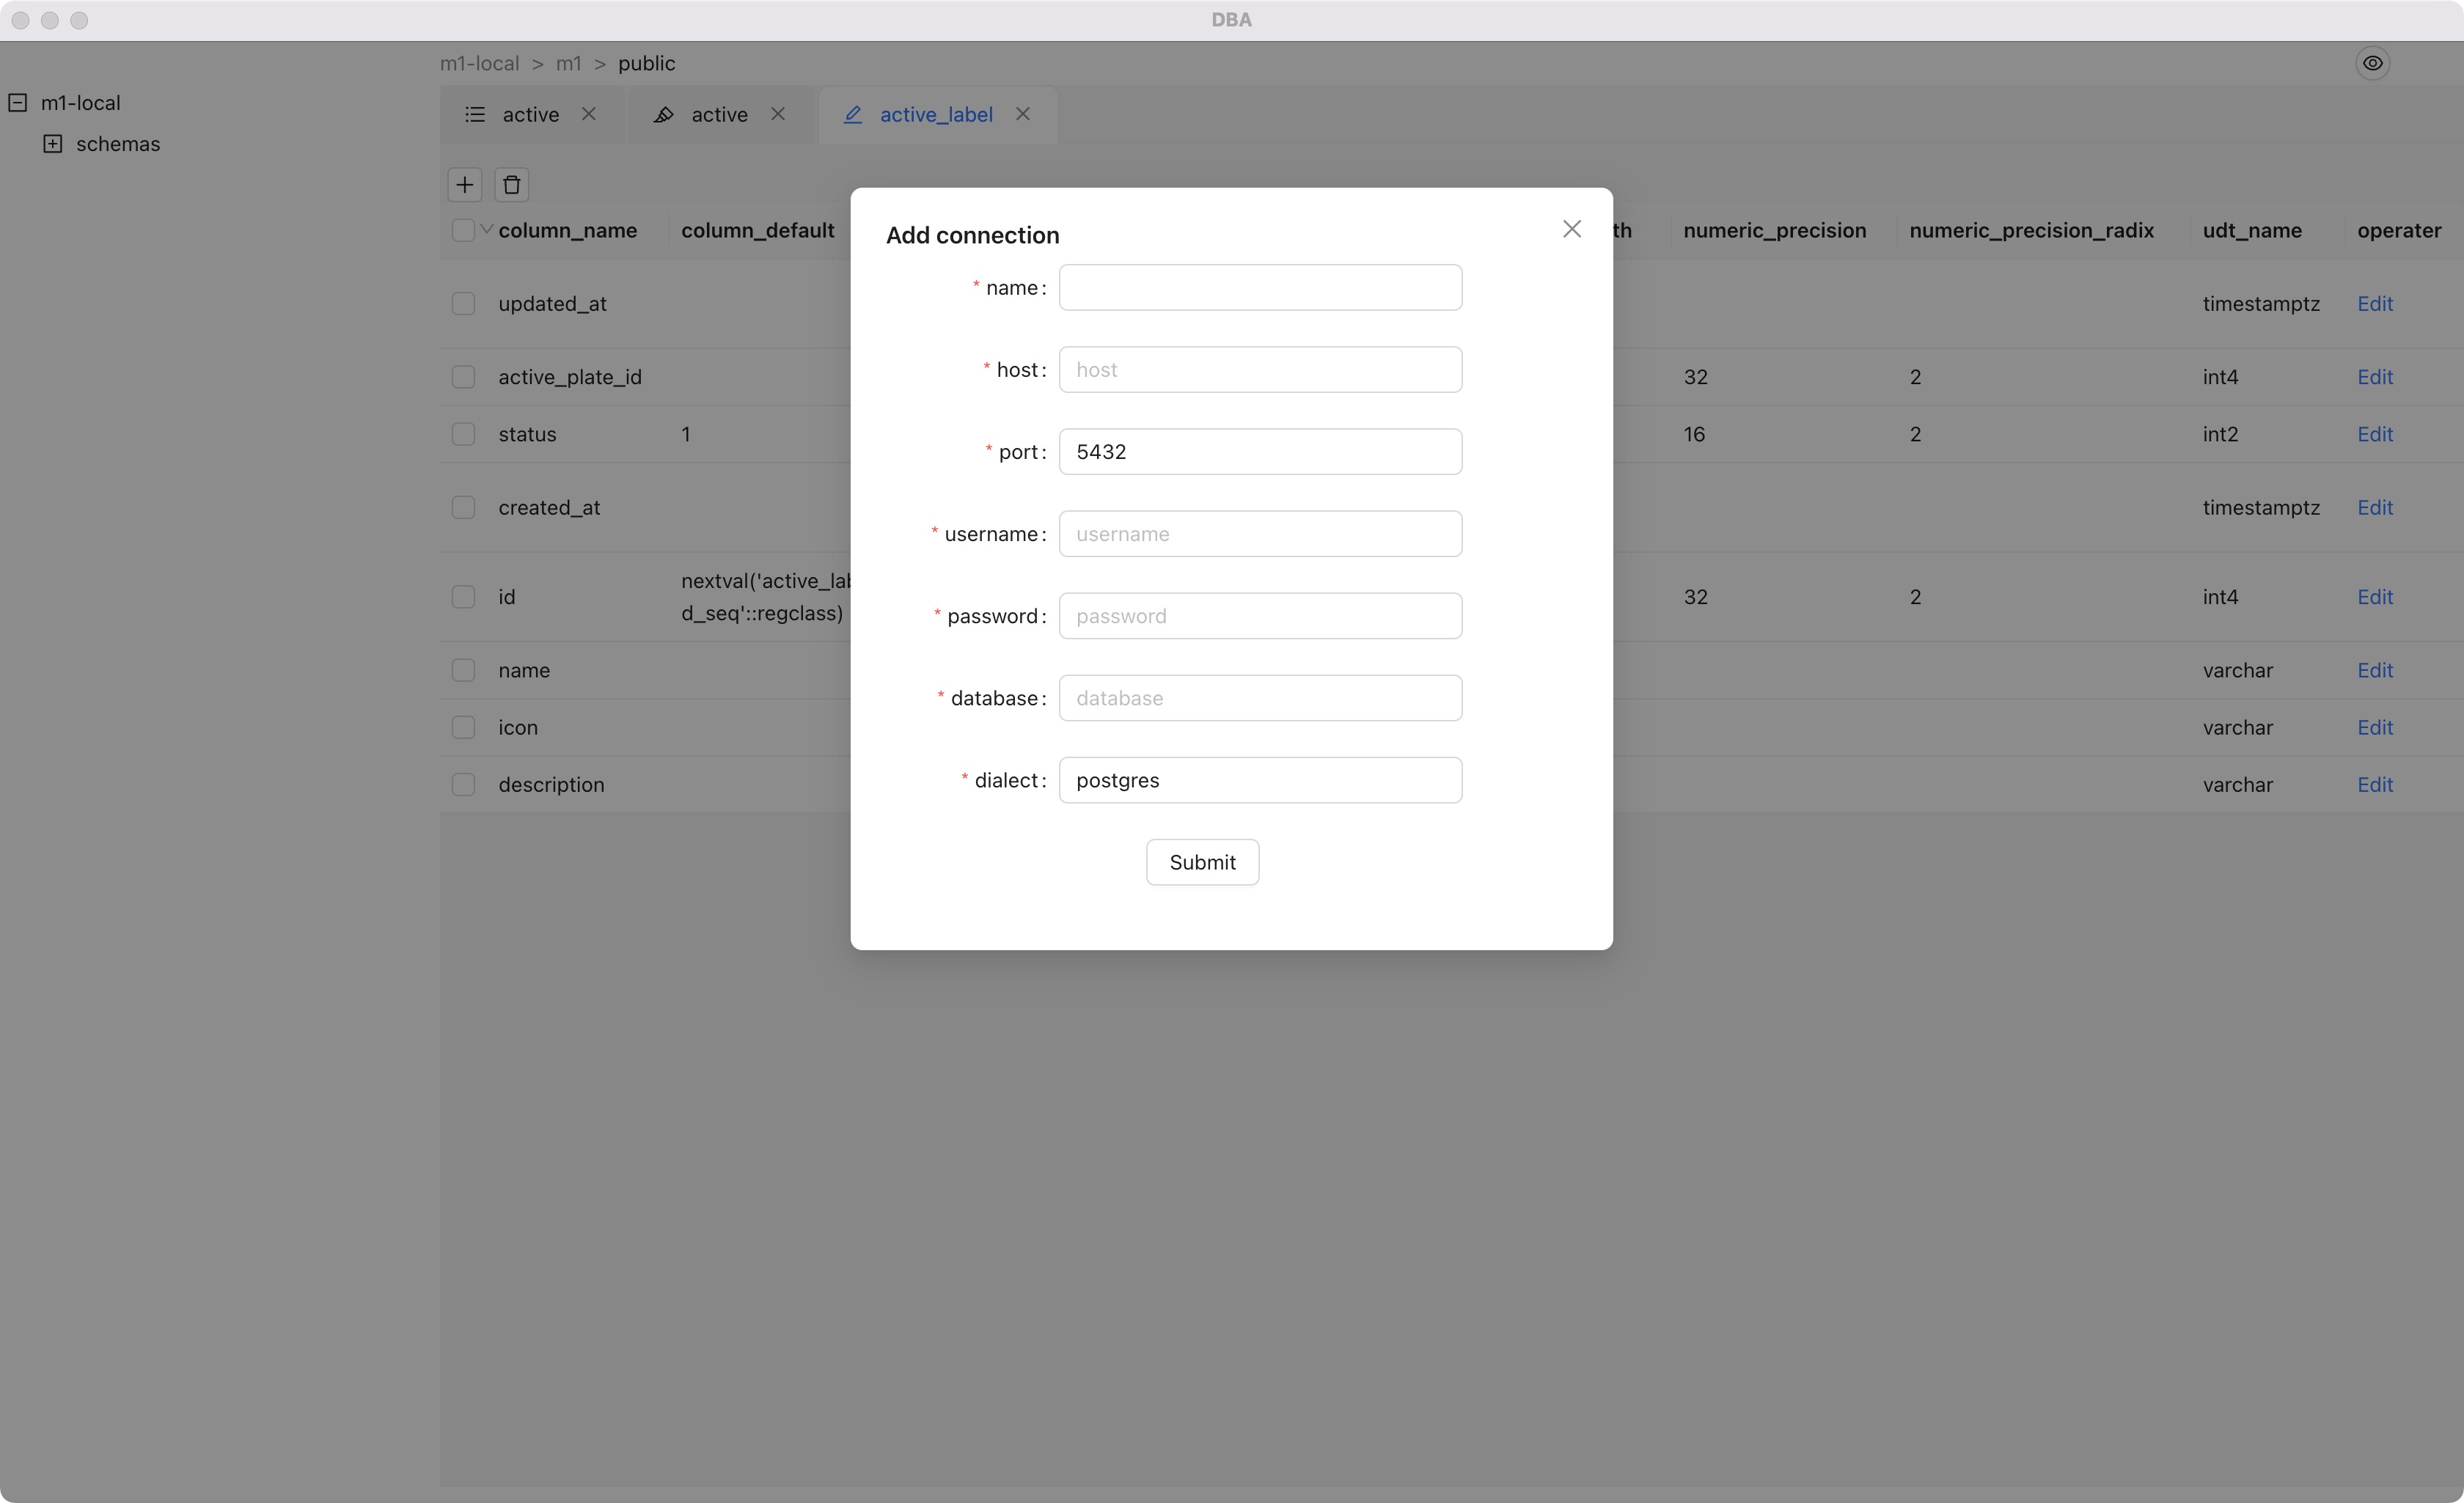 DBA
m1-local > m1 > public
m1-local
schemas
active
active
active_label
column_name column_default numeric_precision numeric_precision_radix udt_name operater
updated_at timestamptz Edit
active_plate_id 32 2 int4 Edit
status 1 16 2 int2 Edit
created_at timestamptz Edit
nextval('active_lab
id 32 2 int4 Edit
d_seq'::regclass)
name varchar Edit
icon varchar Edit
description varchar Edit
Add connection
* name:
* host: host
* port: 5432
* username: username
* password: password
* database: database
* dialect: postgres
Submit